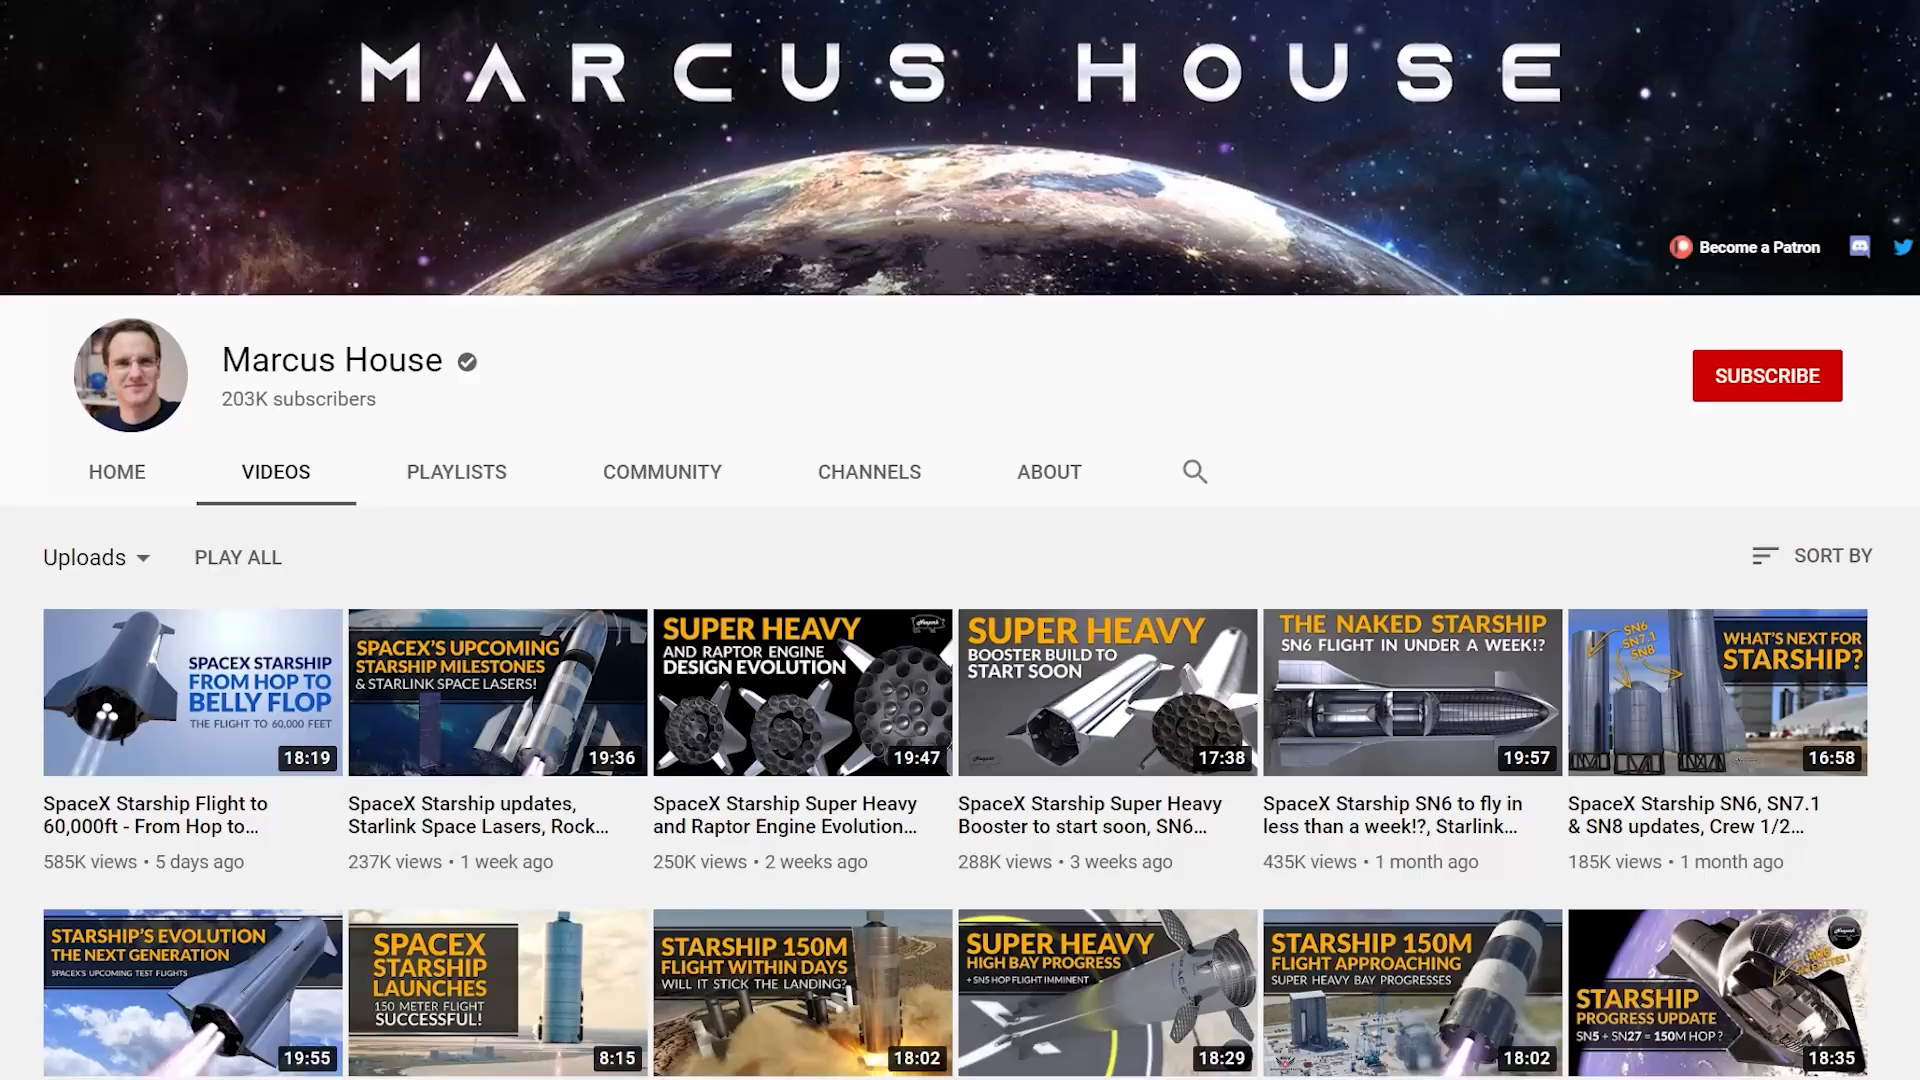 MARCUS HOUSE
Become a Patron
Marcus House
203K subscribers
SUBSCRIBE
HOME
VIDEOS
PLAYLISTS
COMMUNITY
CHANNELS
ABOUT
Uploads
PLAY ALL
SORT BY
SPACEX STARSHIP
FROM HOP TO
BELLY FLOP
THE FLIGHT TO 60,000 FEET
18:19
SpaceX Starship Flight to
60,000ft - From Hop to...
585K views • 5 days ago
SPACEX'S UPCOMING
STARSHIP MILESTONES
& STARLINK SPACE LASERS!
19:36
SpaceX Starship updates,
Starlink Space Lasers, Rock...
237K views • 1 week ago
SUPER HEAVY
AND RAPTOR ENGINE
DESIGN EVOLUTION
19:47
SpaceX Starship Super Heavy
and Raptor Engine Evolution...
250K views • 2 weeks ago
SUPER HEAVY
BOOSTER BUILD TO
START SOON
17:38
SpaceX Starship Super Heavy
Booster to start soon, SN6...
288K views • 3 weeks ago
THE NAKED STARSHIP
SN6 FLIGHT IN UNDER A WEEK!?
19:57
SpaceX Starship SN6 to fly in
less than a week!?, Starlink...
435K views • 1 month ago
SN6
SN7.1
SN8
WHAT'S NEXT FOR
STARSHIP?
16:58
SpaceX Starship SN6, SN7.1
& SN8 updates, Crew 1/2...
185K views • 1 month ago
STARSHIP'S EVOLUTION
THE NEXT GENERATION
SPACEX'S UPCOMING TEST FLIGHTS
19:55
SPACEX
STARSHIP
LAUNCHES
150 METER FLIGHT
SUCCESSFUL!
8:15
STARSHIP 150M
FLIGHT WITHIN DAYS
WILL IT STICK THE LANDING?
18:02
SUPER HEAVY
HIGH BAY PROGRESS
+ SN5 HOP FLIGHT IMMINENT
18:29
STARSHIP 150M
FLIGHT APPROACHING
SUPER HEAVY BAY PROGRESSES
18:02
STARSHIP
PROGRESS UPDATE
SN5 + SN27 = 150M HOP?
18:35